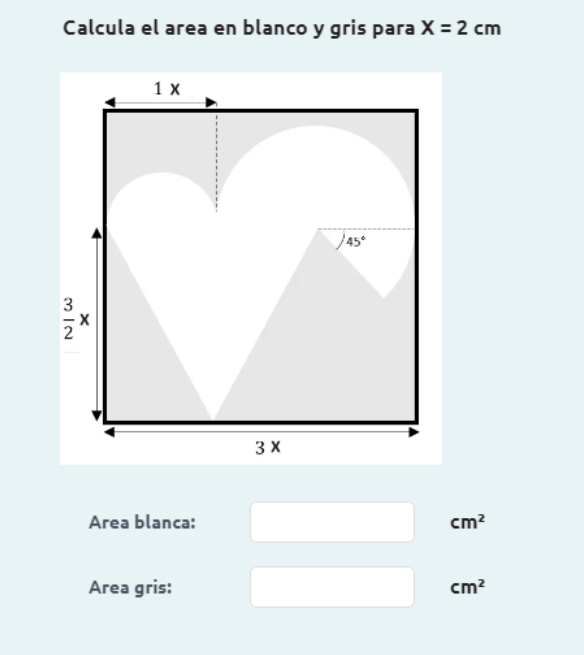 Calcula el area en blanco y gris para X = 2 cm
1 x
45°
3
2
x
3 X
Area blanca:
cm²
Area gris:
cm²